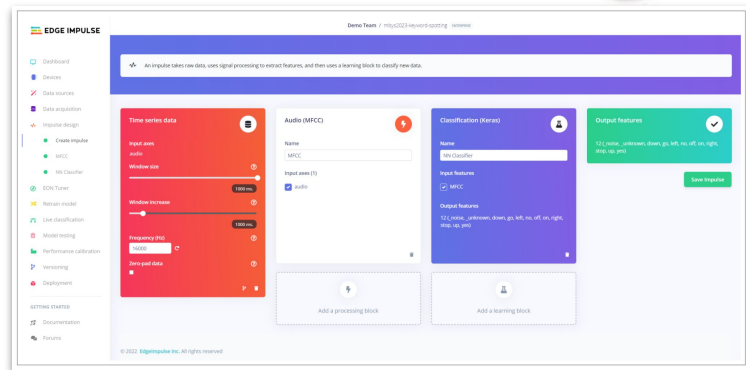 EDGE IMPULSE
Demo Team / mlsys2023-keyword-spotting
Dashboard
Devices
Data sources
Data acquisition
Impulse design
Create impulse
MFCC
NN Classifier
EON Tuner
Retrain model
Live classification
Model testing
Performance calibration
Versioning
Deployment
GETTING STARTED
Documentation
Forums
An impulse takes raw data, uses signal processing to extract features, and then uses a learning block to classify new data.
Time series data
Input axes
audio
Window size
1000 ms.
Window increase
1000 ms.
Frequency (Hz)
16000
Zero-pad data
Audio (MFCC)
Name
MFCC
Input axes (1)
audio
Add a processing block
Classification (Keras)
Name
NN Classifier
Input features
MFCC
Output features
12 (_noise, _unknown, down, go, left, no, off, on, right,
stop, up, yes)
Add a learning block
Output features
12 (_noise, _unknown, down, go, left, no, off, on, right,
stop, up, yes)
Save Impulse
© 2022 EdgeImpulse Inc. All rights reserved